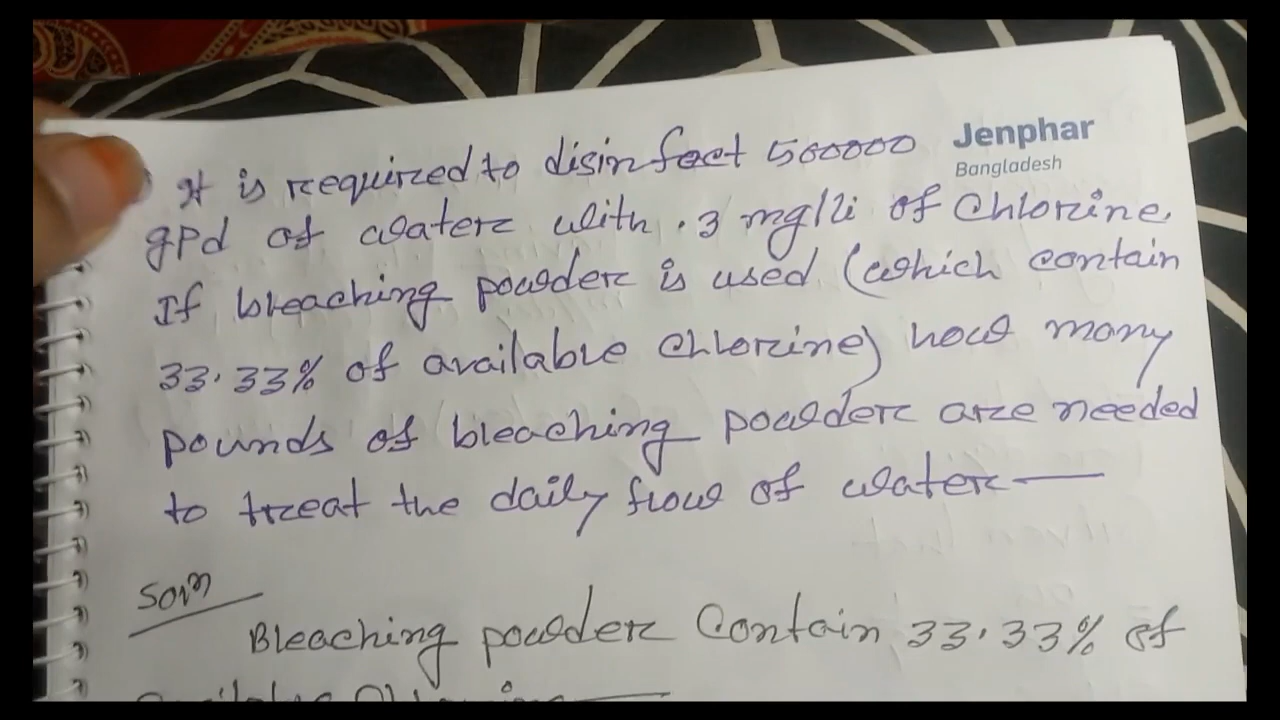 It is required to disinfect 500000
Jenphar
Bangladesh
gpd of water with .3 mg/li of Chlorine.
If bleaching powder is used (which contain
33.33% of available Chlorine) how many
pounds of bleaching powder are needed
to treat the daily flow of water —
Soln
Bleaching powder Contain 33.33% of